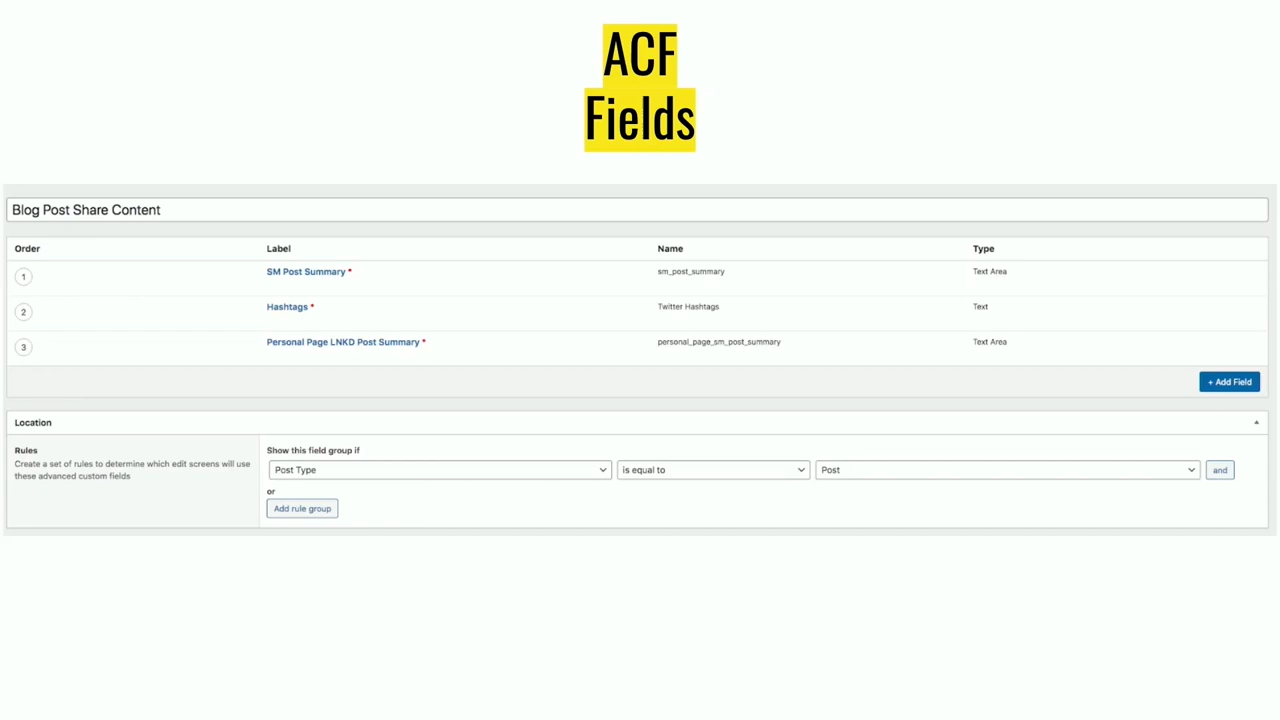 ACF
Fields
Blog Post Share Content
Order Label Name Type
1 SM Post Summary * sm_post_summary Text Area
2 Hashtags * Twitter Hashtags Text
3 Personal Page LNKD Post Summary * personal_page_sm_post_summary Text Area
+ Add Field
Location
Rules
Create a set of rules to determine which edit screens will use
these advanced custom fields
Show this field group if
Post Type is equal to Post and
or
Add rule group